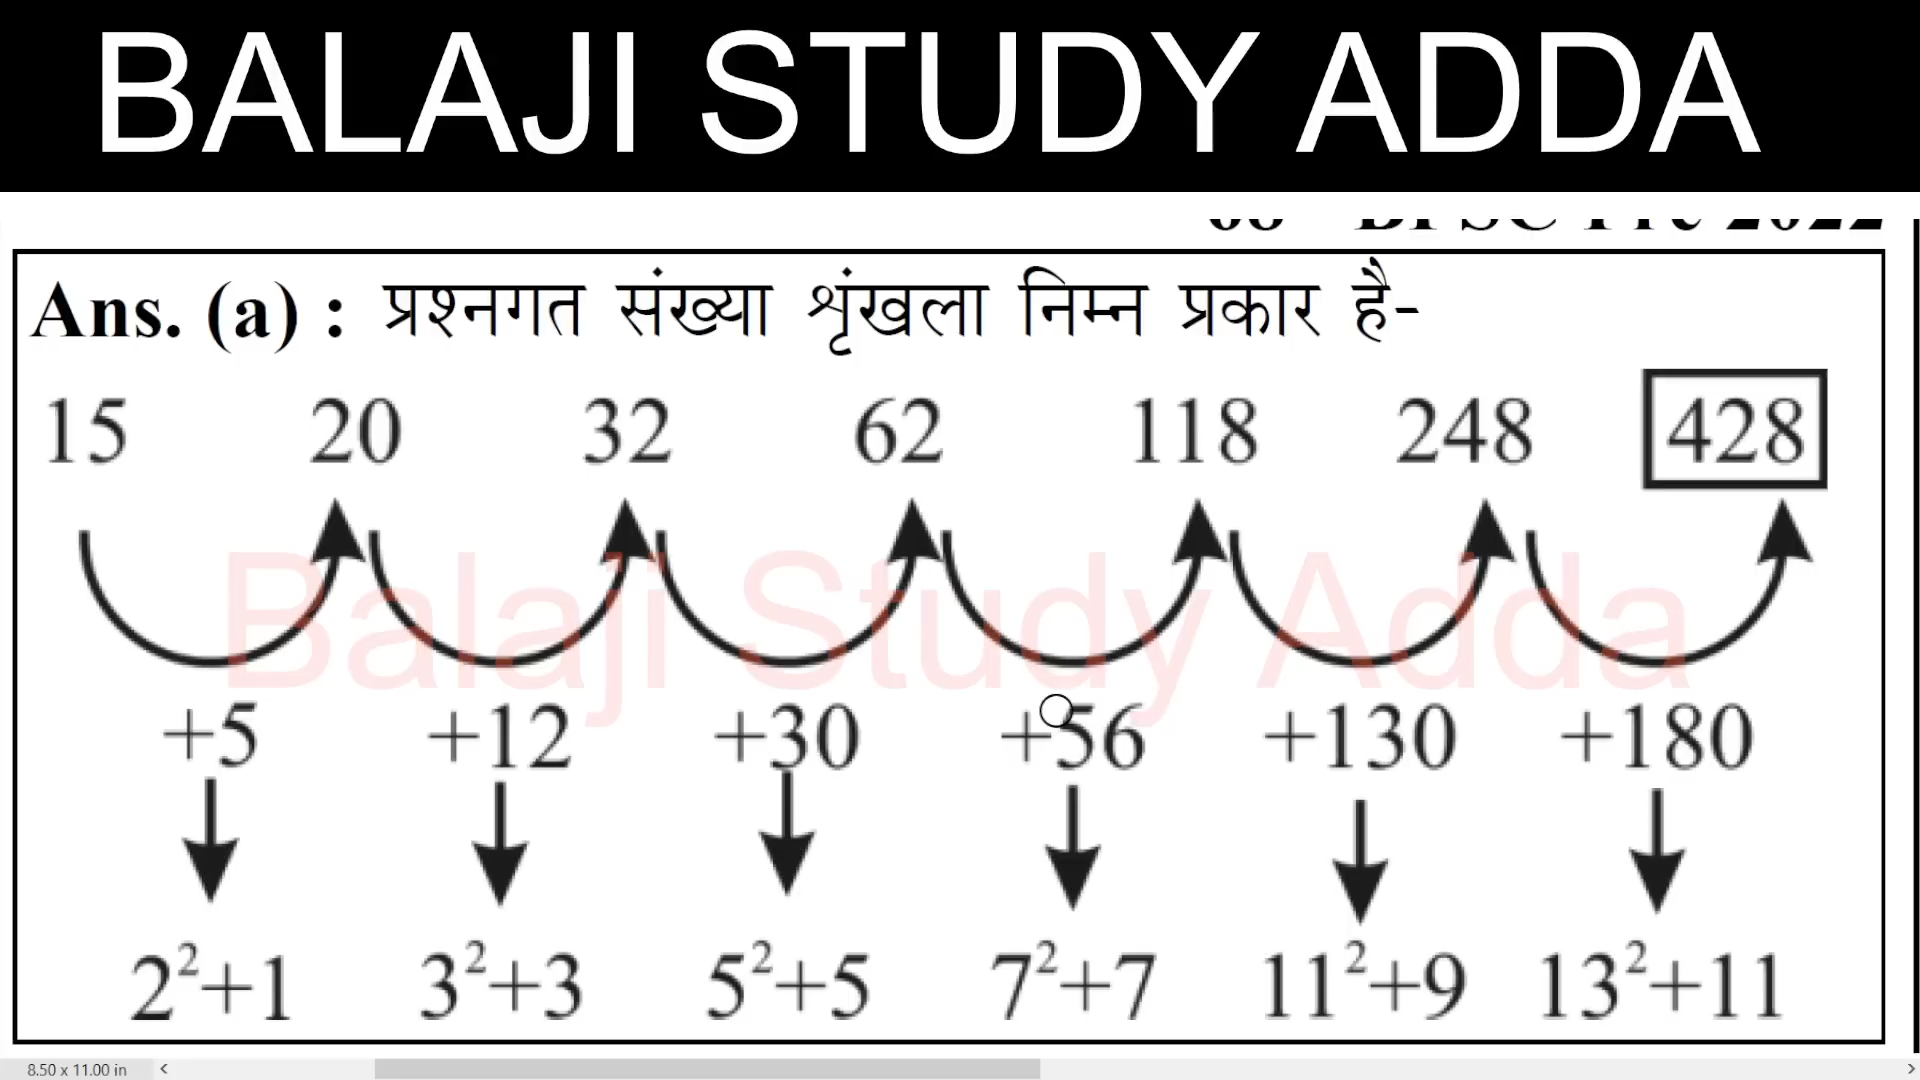 BALAJI STUDY ADDA
Ans. (a) : प्रश्नगत संख्या शृंखला निम्न प्रकार है-
15 20 32 62 118 248 428
Balaji Study Adda
+5 +12 +30 +56 +130 +180
2²+1 3²+3 5²+5 7²+7 11²+9 13²+11
8.50 x 11.00 in